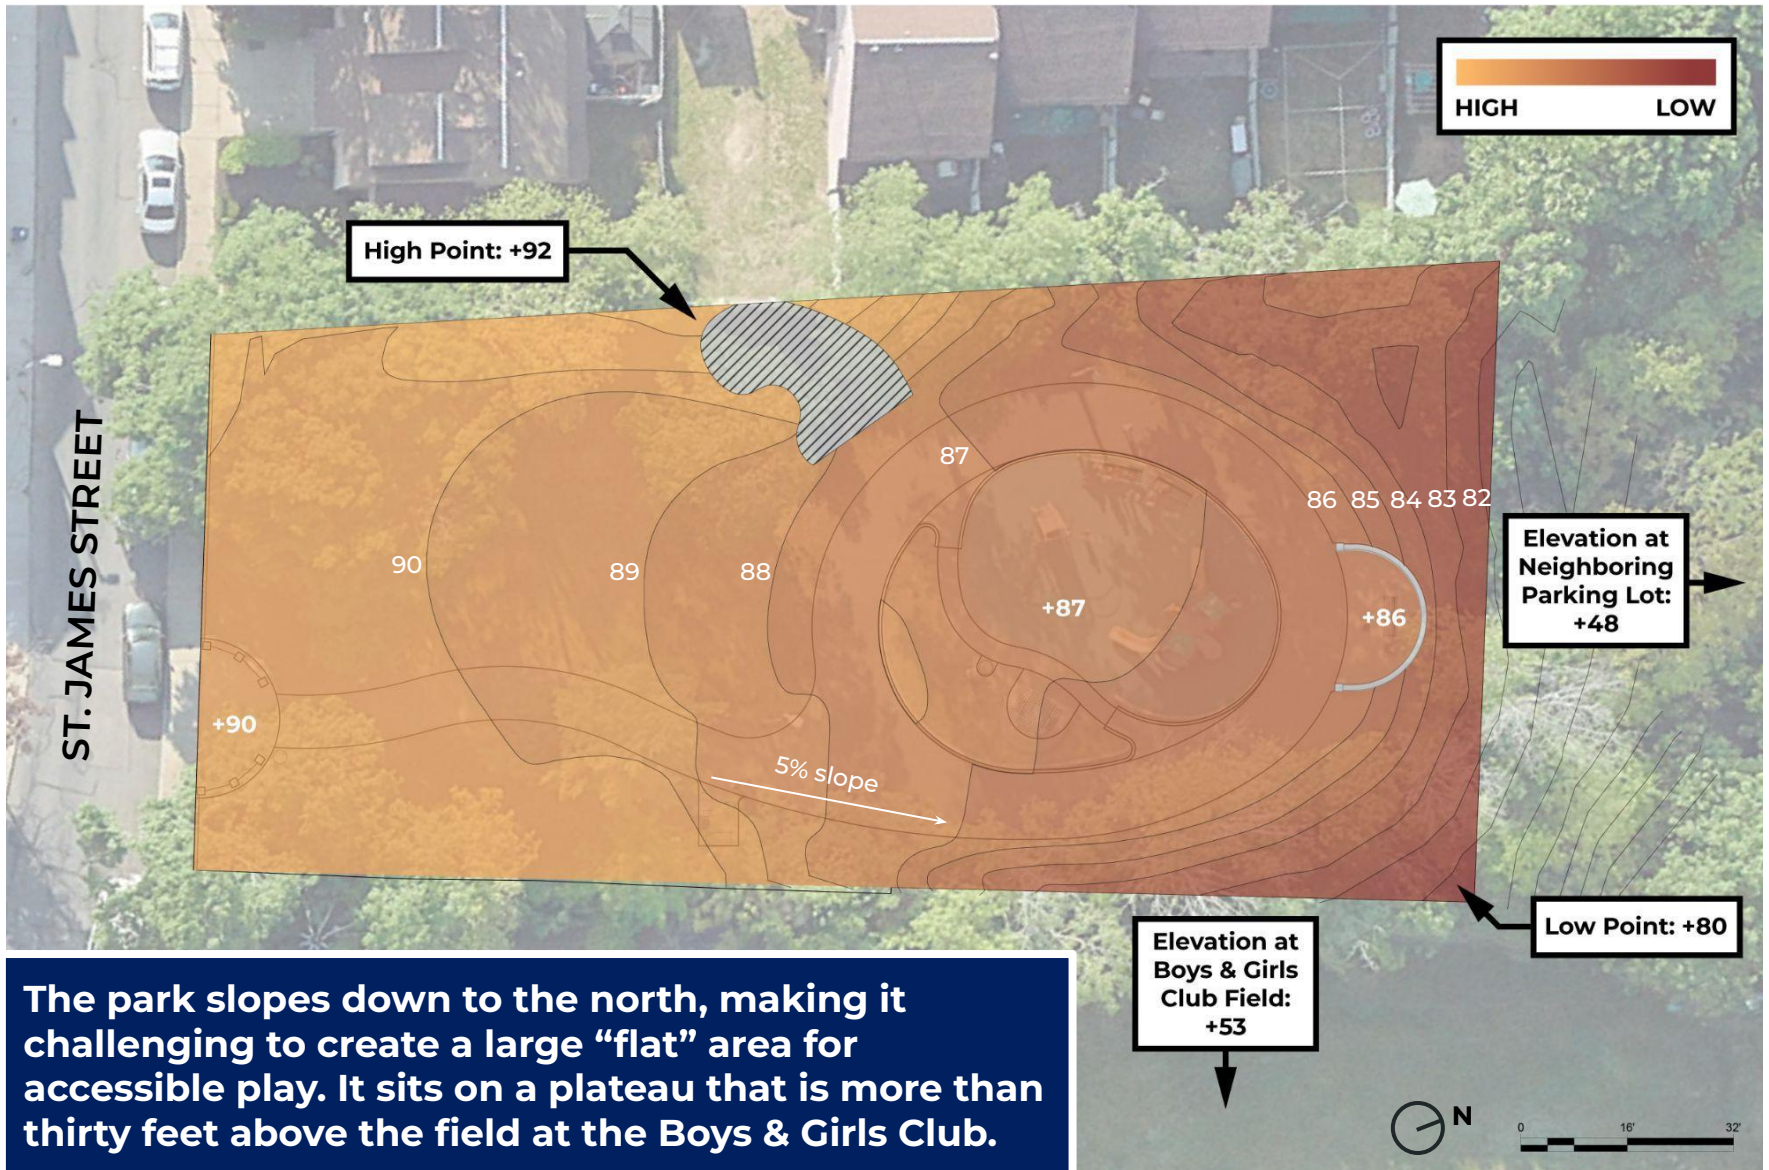 HIGH LOW
High Point: +92
ST. JAMES STREET
87
86 85 84 83 82
90 89 88
Elevation at
Neighboring
Parking Lot:
+48
+87
+86
+90
5% slope
Low Point: +80
Elevation at
Boys & Girls
Club Field:
+53
The park slopes down to the north, making it
challenging to create a large “flat” area for
accessible play. It sits on a plateau that is more than
thirty feet above the field at the Boys & Girls Club.
N
0 16' 32'